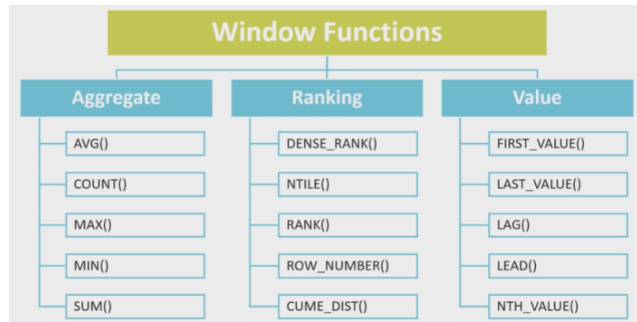 Window Functions
Aggregate
AVG()
COUNT()
MAX()
MIN()
SUM()
Ranking
DENSE_RANK()
NTILE()
RANK()
ROW_NUMBER()
CUME_DIST()
Value
FIRST_VALUE()
LAST_VALUE()
LAG()
LEAD()
NTH_VALUE()